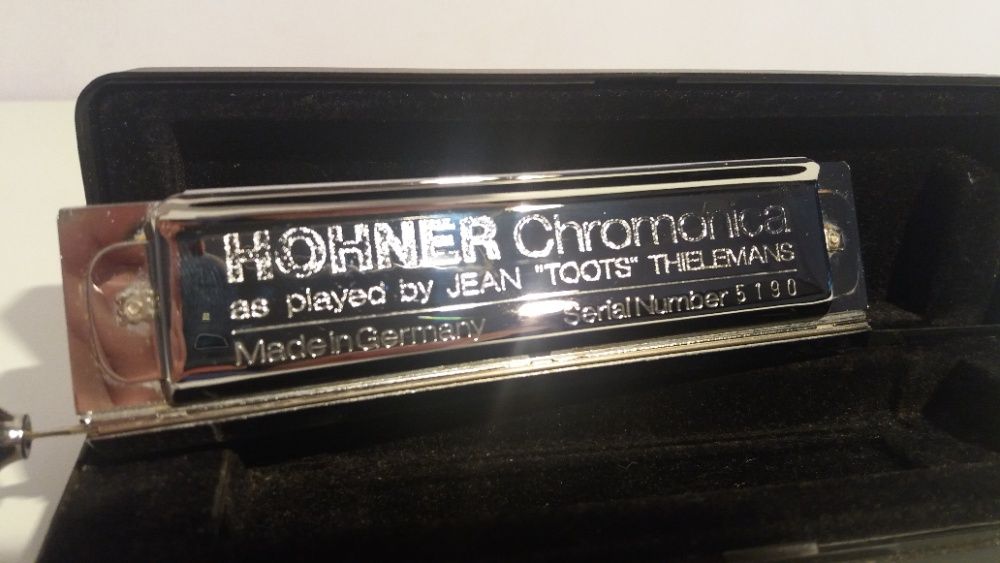 HOHNER Chromonica
as played by JEAN "TOOTS" THIELEMANS
Made in Germany Serial Number 5190